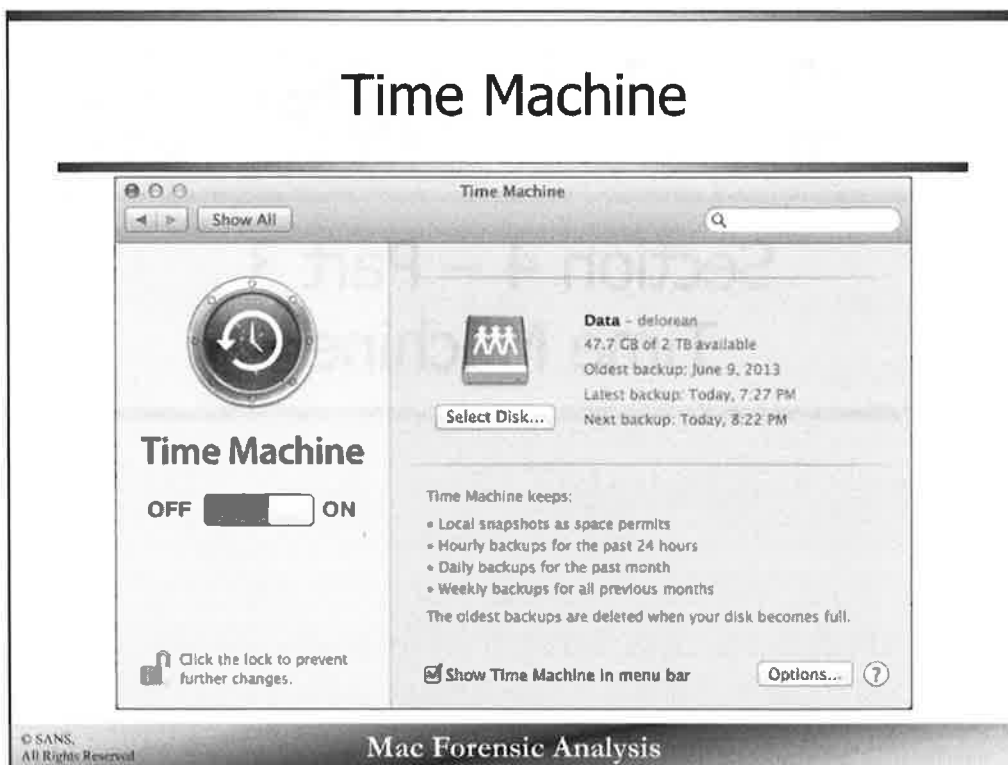 Time Machine
Time Machine
Show All
Data – delorean
47.7 GB of 2 TB available
Oldest backup: June 9, 2013
Latest backup: Today, 7:27 PM
Next backup: Today, 8:22 PM
Select Disk...
Time Machine
OFF ON
Time Machine keeps:
• Local snapshots as space permits
• Hourly backups for the past 24 hours
• Daily backups for the past month
• Weekly backups for all previous months
The oldest backups are deleted when your disk becomes full.
Click the lock to prevent
further changes.
Show Time Machine in menu bar
Options... ?
© SANS,
All Rights Reserved
Mac Forensic Analysis